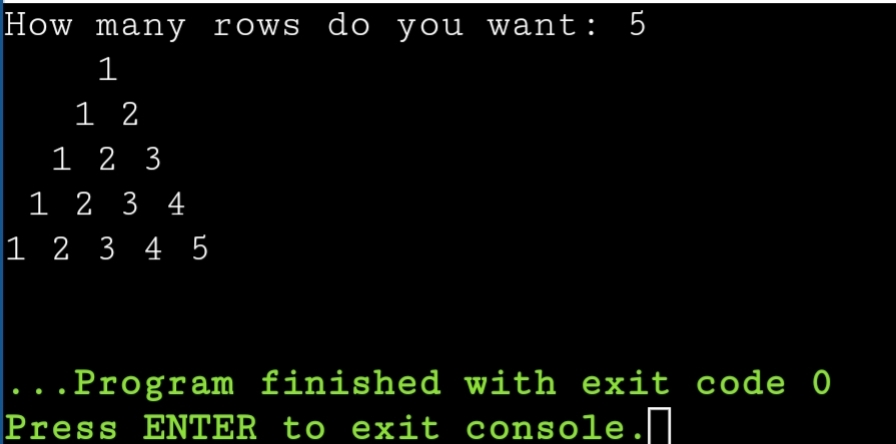 How many rows do you want: 5
    1
   1 2
  1 2 3
 1 2 3 4
1 2 3 4 5
...Program finished with exit code 0
Press ENTER to exit console.